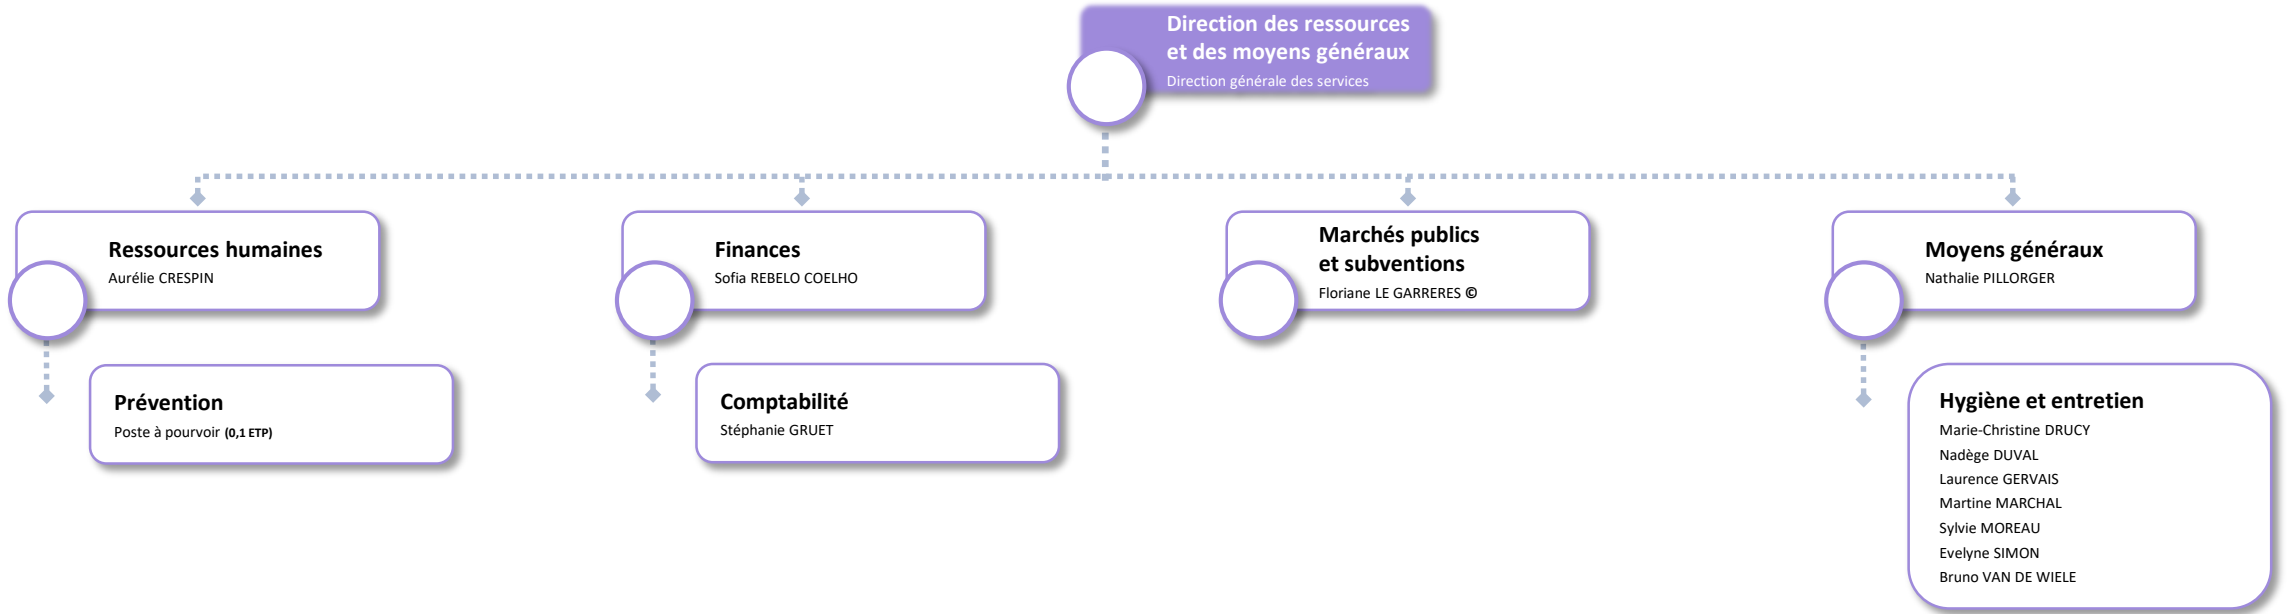 Direction des ressources
et des moyens généraux
Direction générale des services
Ressources humaines
Aurélie CRESPIN
Finances
Sofia REBELO COELHO
Marchés publics
et subventions
Floriane LE GARRERES ©
Moyens généraux
Nathalie PILLORGER
Prévention
Poste à pourvoir (0,1 ETP)
Comptabilité
Stéphanie GRUET
Hygiène et entretien
Marie-Christine DRUCY
Nadège DUVAL
Laurence GERVAIS
Martine MARCHAL
Sylvie MOREAU
Evelyne SIMON
Bruno VAN DE WIELE